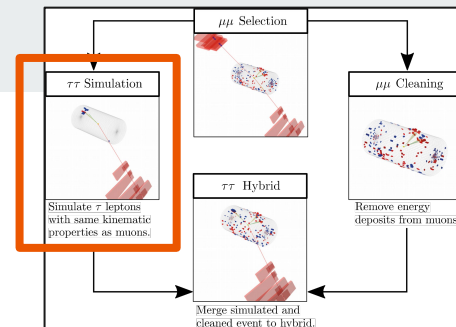 μμ Selection
ττ Simulation
μμ Cleaning
Simulate τ leptons
with same kinematic
properties as muons.
ττ Hybrid
Remove energy
deposits from muons
Merge simulated and
cleaned event to hybrid.